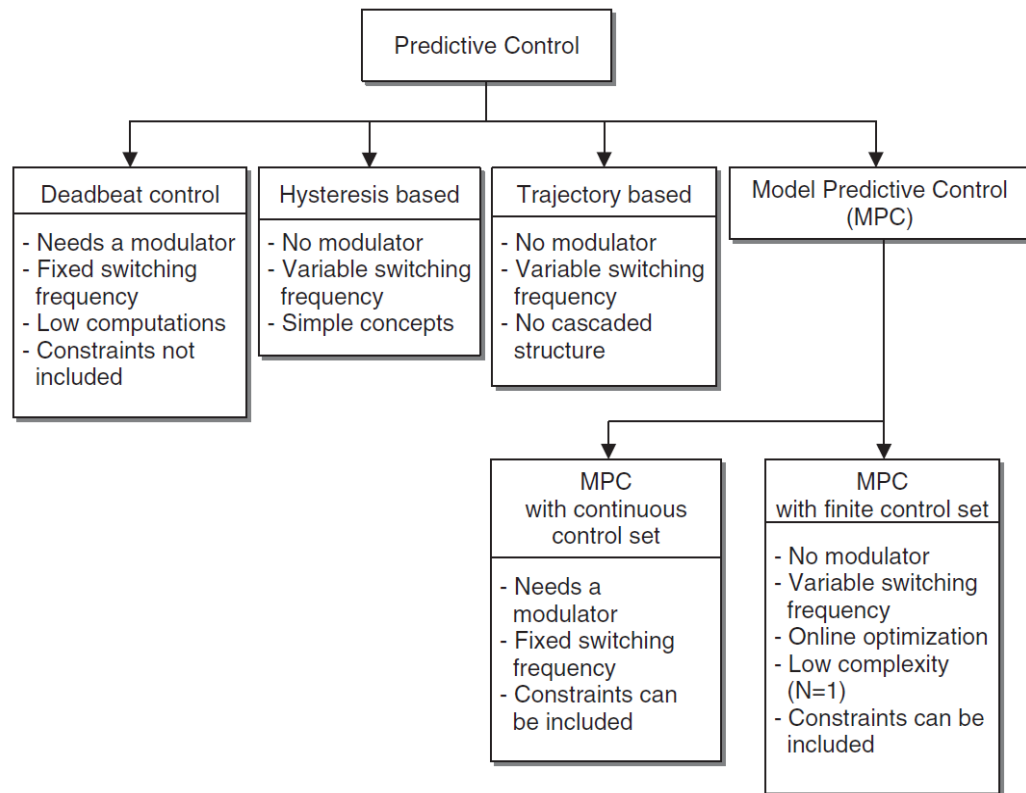 Predictive Control
Deadbeat control
- Needs a modulator
- Fixed switching
frequency
- Low computations
- Constraints not
included
Hysteresis based
- No modulator
- Variable switching
frequency
- Simple concepts
Trajectory based
- No modulator
- Variable switching
frequency
- No cascaded
structure
Model Predictive Control
(MPC)
MPC
with continuous
control set
- Needs a
modulator
- Fixed switching
frequency
- Constraints can
be included
MPC
with finite control set
- No modulator
- Variable switching
frequency
- Online optimization
- Low complexity
(N=1)
- Constraints can be
included